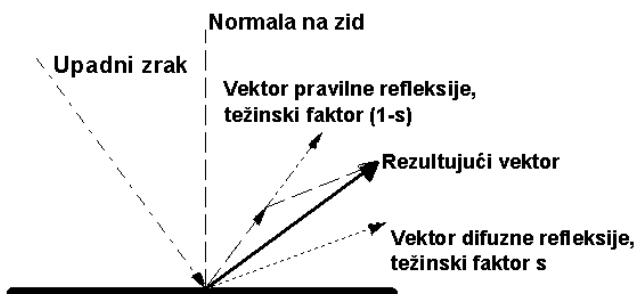 Normala na zid
Upadni zrak
Vektor pravilne refleksije,
težinski faktor (1-s)
Rezultujući vektor
Vektor difuzne refleksije,
težinski faktor s